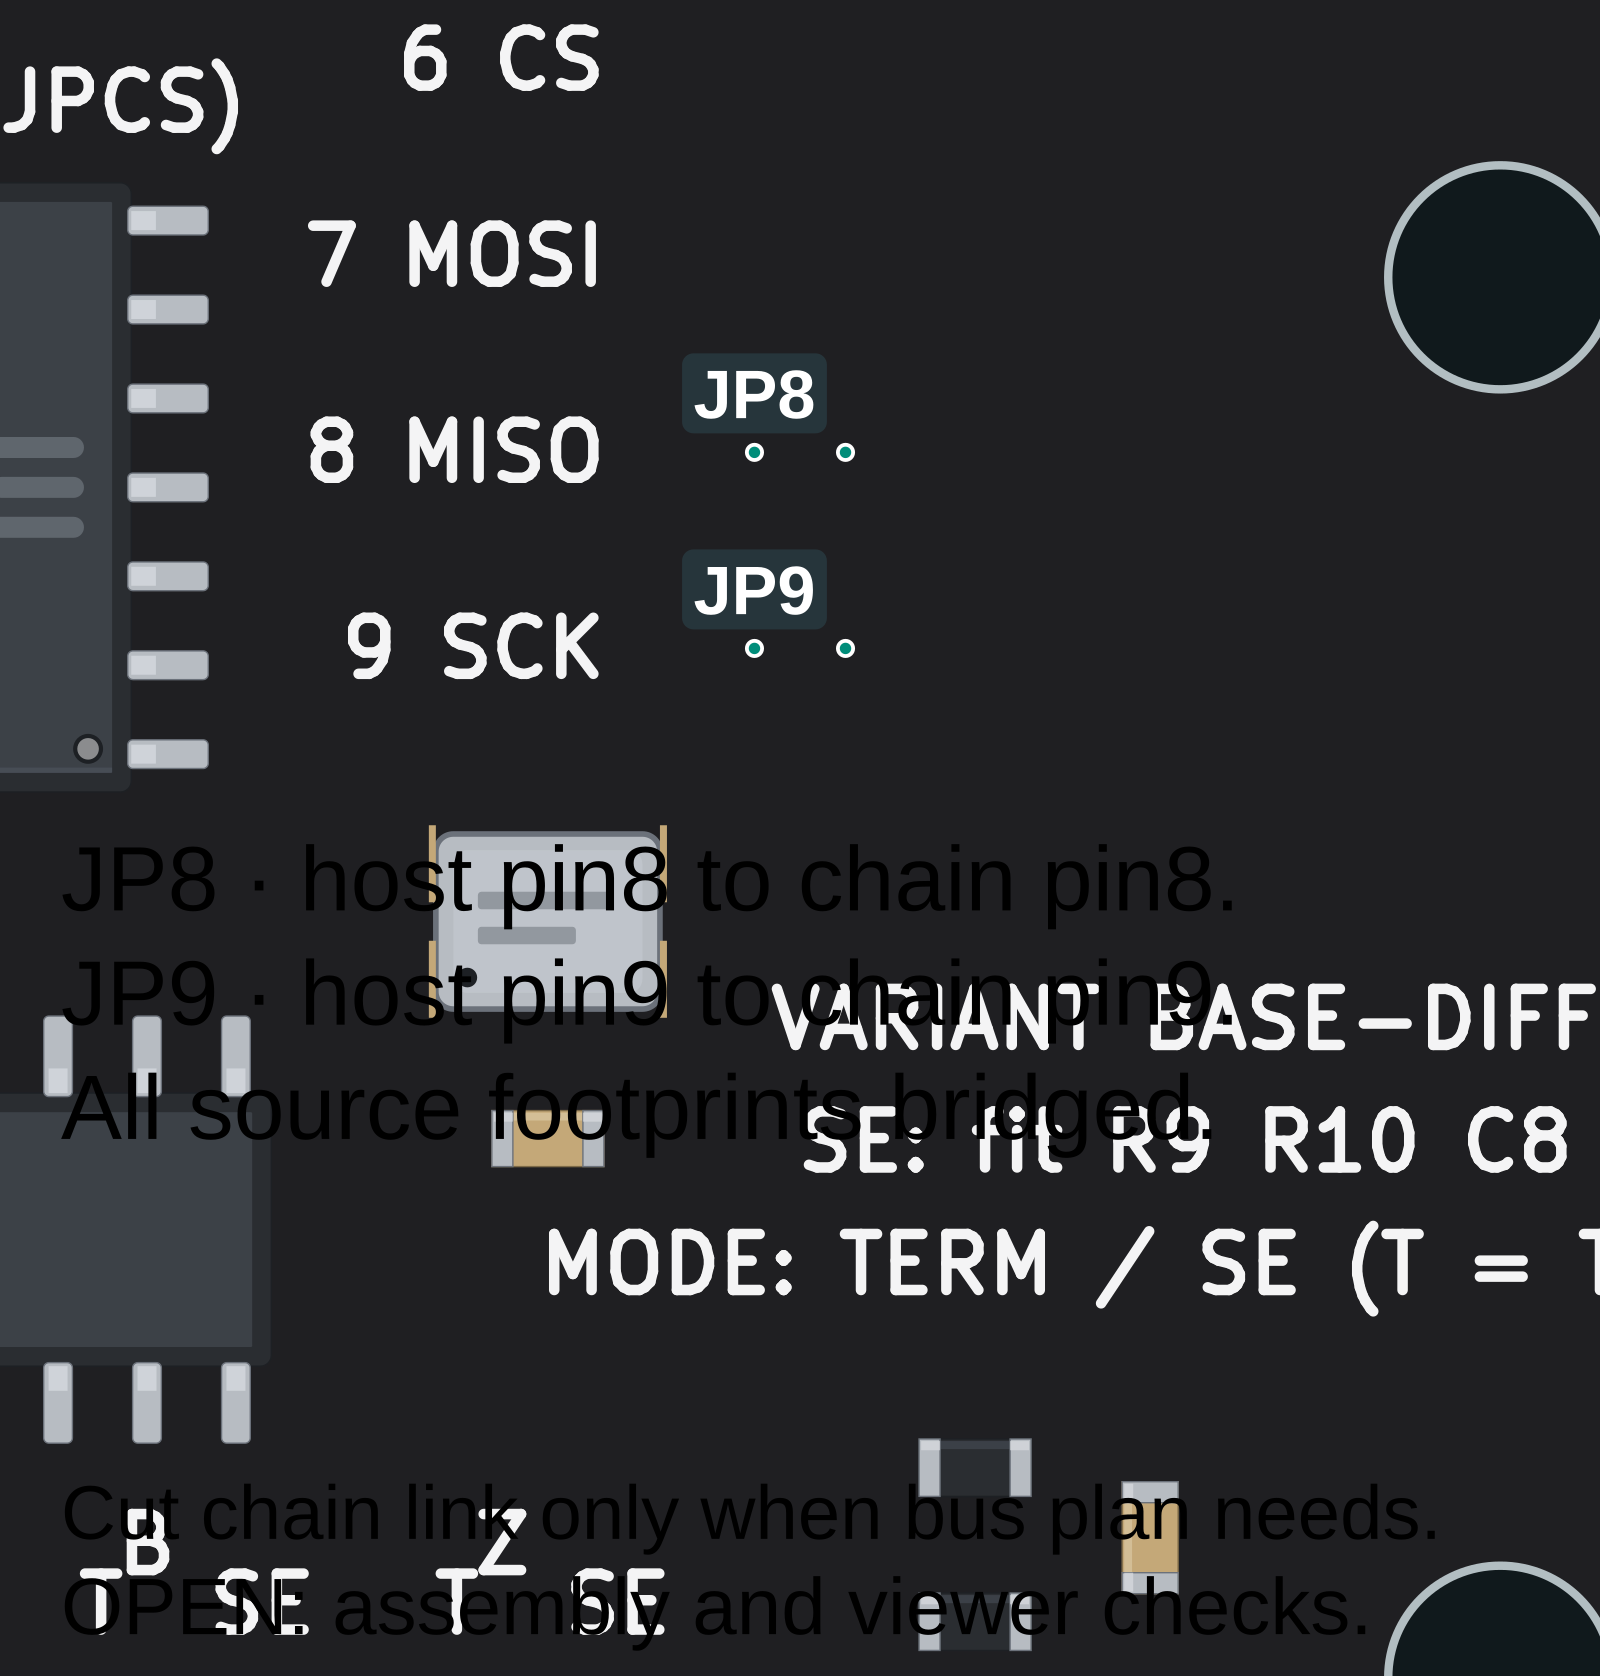 6 CS
JPCS)
7 MOSI
JP8
8 MISO
JP9
9 SCK
JP8 · host pin8 to chain pin8.
JP9 · host pin9 to chain pin9.
VARIANT BASE-DIFF
All source footprints bridged.
SE: fit R9 R10 C8
MODE: TERM / SE (T = T
Cut chain link only when bus plan needs.
B Z
T SE T SE
OPEN: assembly and viewer checks.